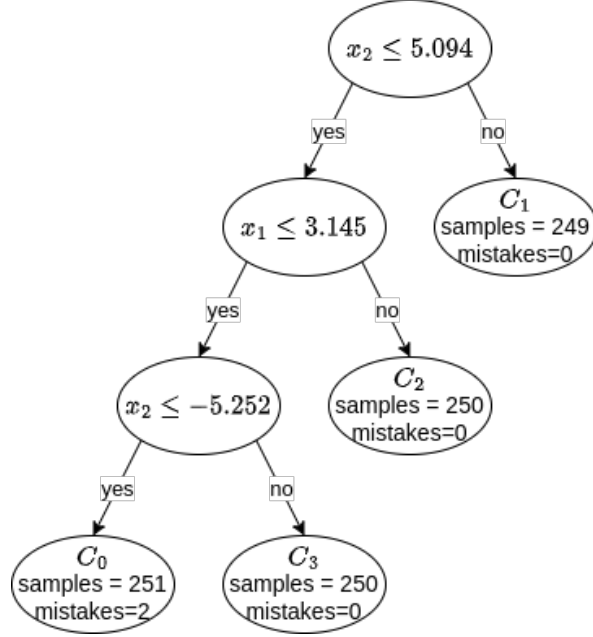 x₂ ≤ 5.094
yes
no
x₁ ≤ 3.145
C₁
samples = 249
mistakes=0
yes
no
x₂ ≤ −5.252
C₂
samples = 250
mistakes=0
yes
no
C₀
samples = 251
mistakes=2
C₃
samples = 250
mistakes=0